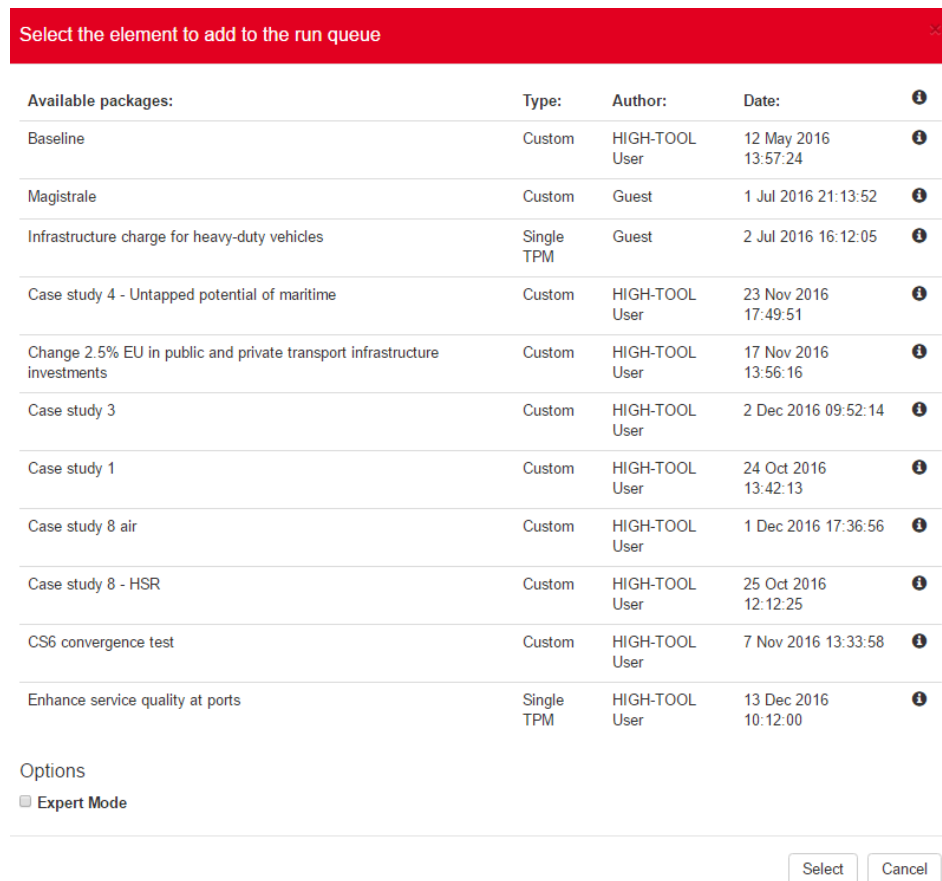 Select the element to add to the run queue
Available packages: Type: Author: Date:
Baseline Custom HIGH-TOOL User 12 May 2016 13:57:24
Magistrale Custom Guest 1 Jul 2016 21:13:52
Infrastructure charge for heavy-duty vehicles Single TPM Guest 2 Jul 2016 16:12:05
Case study 4 - Untapped potential of maritime Custom HIGH-TOOL User 23 Nov 2016 17:49:51
Change 2.5% EU in public and private transport infrastructure investments Custom HIGH-TOOL User 17 Nov 2016 13:56:16
Case study 3 Custom HIGH-TOOL User 2 Dec 2016 09:52:14
Case study 1 Custom HIGH-TOOL User 24 Oct 2016 13:42:13
Case study 8 air Custom HIGH-TOOL User 1 Dec 2016 17:36:56
Case study 8 - HSR Custom HIGH-TOOL User 25 Oct 2016 12:12:25
CS6 convergence test Custom HIGH-TOOL User 7 Nov 2016 13:33:58
Enhance service quality at ports Single TPM HIGH-TOOL User 13 Dec 2016 10:12:00
Options
Expert Mode
Select Cancel